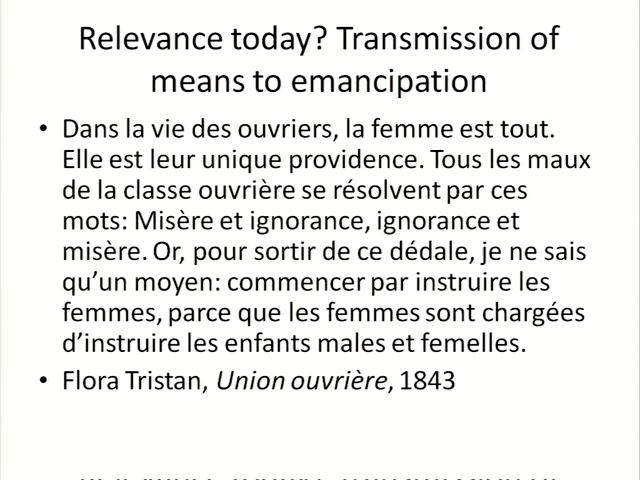 Relevance today? Transmission of
means to emancipation
• Dans la vie des ouvriers, la femme est tout.
Elle est leur unique providence. Tous les maux
de la classe ouvrière se résolvent par ces
mots: Misère et ignorance, ignorance et
misère. Or, pour sortir de ce dédale, je ne sais
qu’un moyen: commencer par instruire les
femmes, parce que les femmes sont chargées
d’instruire les enfants males et femelles.
• Flora Tristan, Union ouvrière, 1843